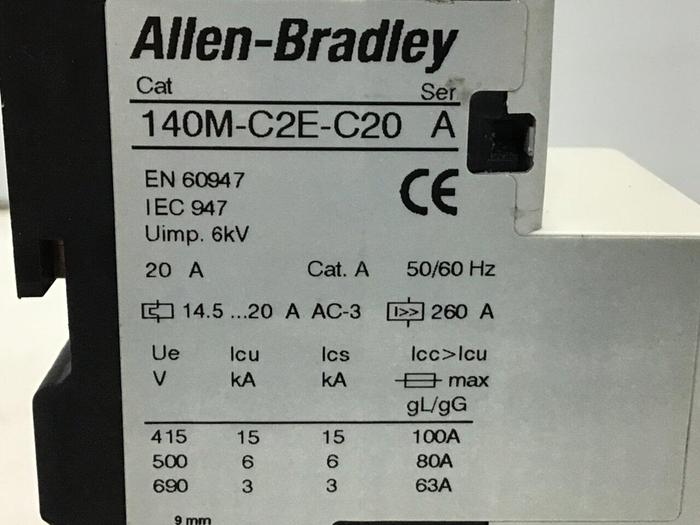 Allen-Bradley
Cat Ser
140M-C2E-C20 A
EN 60947
IEC 947
Uimp. 6kV
CE
20 A Cat. A 50/60 Hz
14.5 ...20 A AC-3 I>> 260 A
Ue Icu Ics Icc>Icu
V kA kA max
gL/gG
415 15 15 100A
500 6 6 80A
690 3 3 63A
9 mm